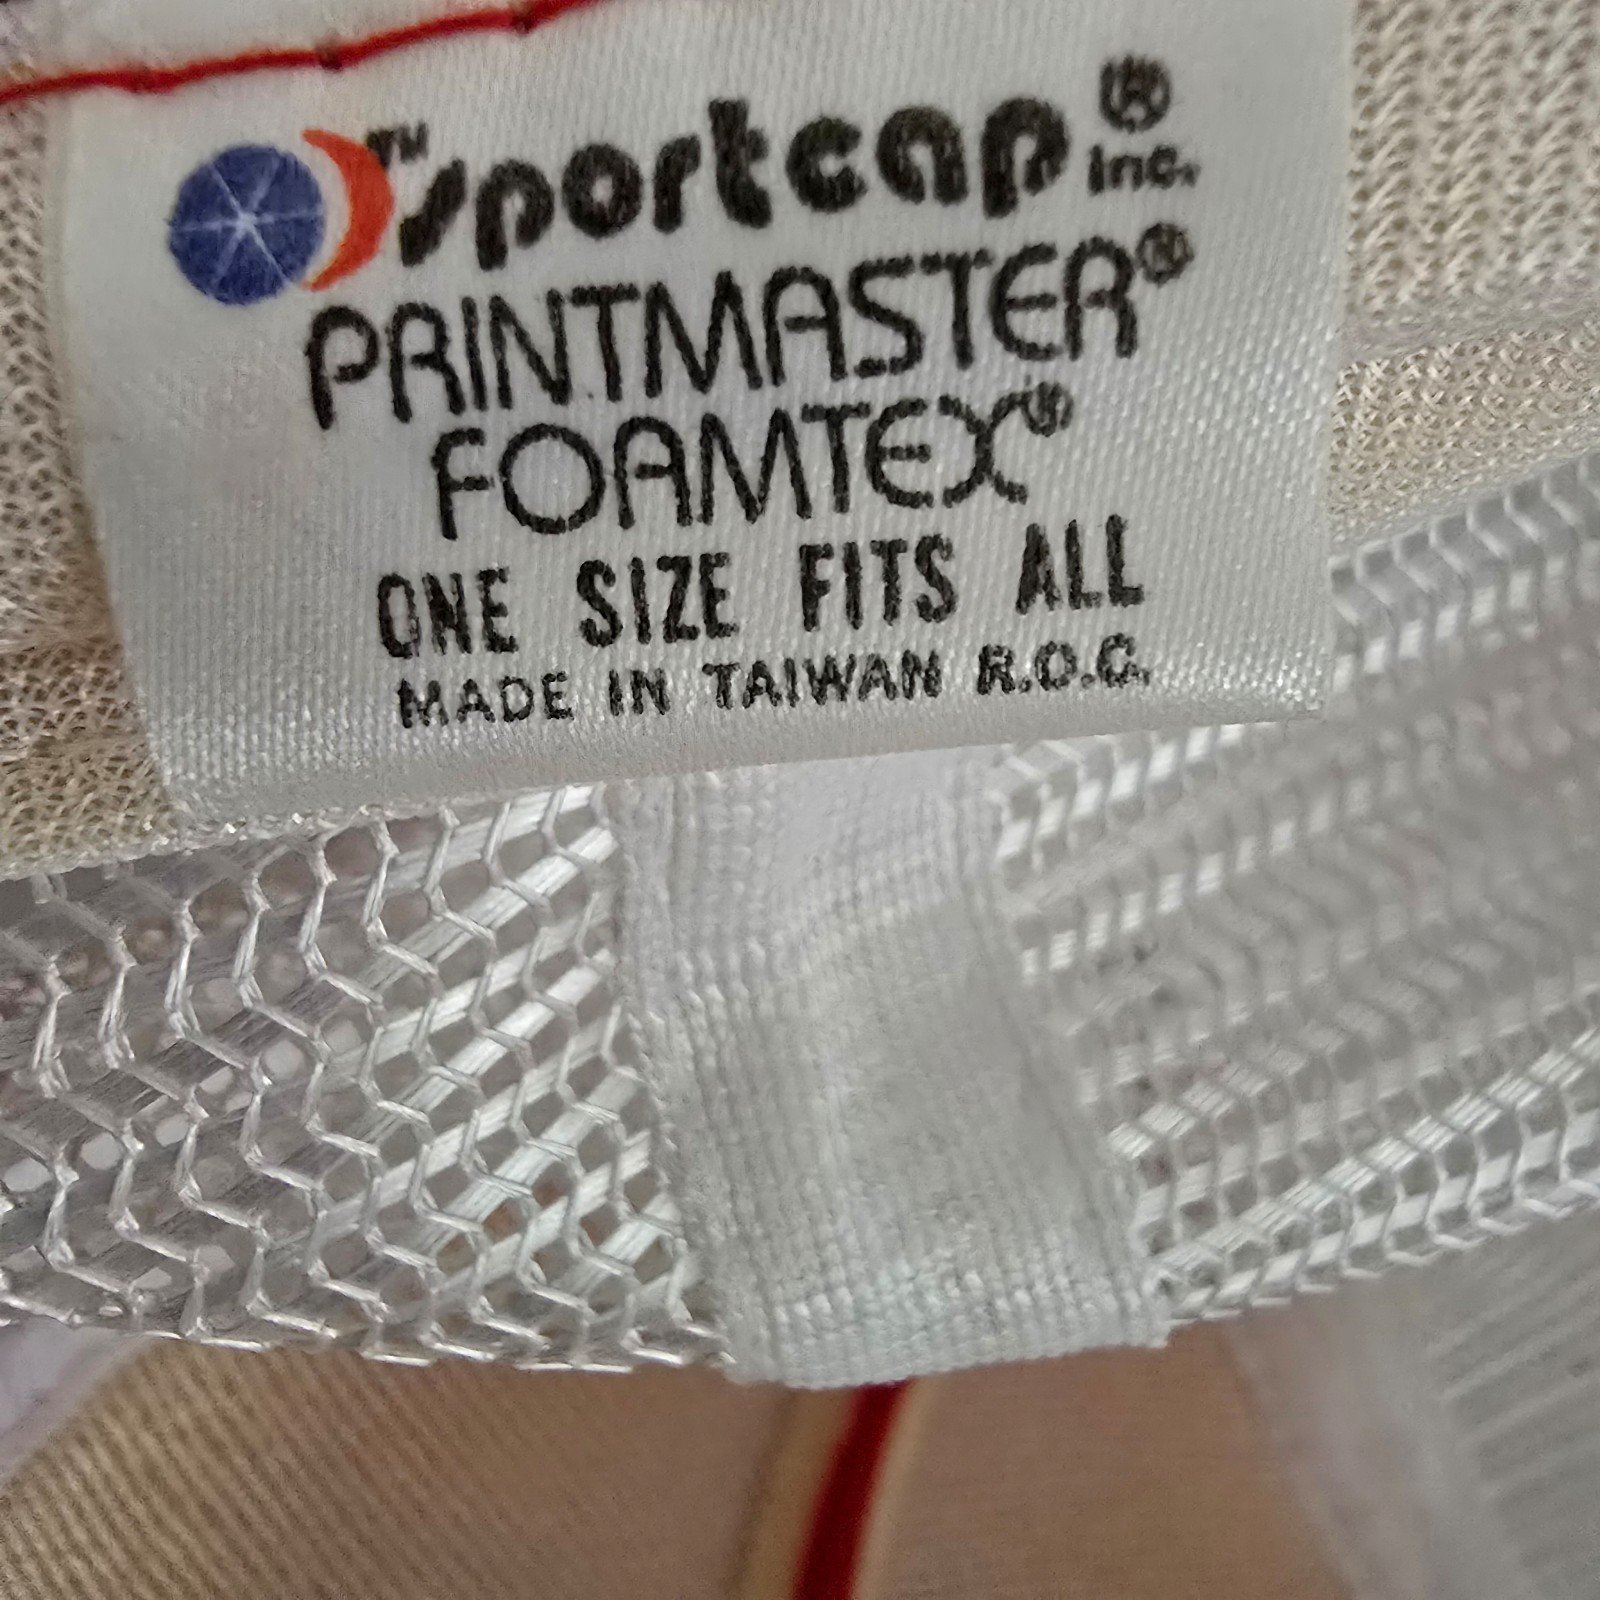 ™ Sportcap® Inc.
PRINTMASTER®
FOAMTEX®
ONE SIZE FITS ALL
MADE IN TAIWAN R.O.C.